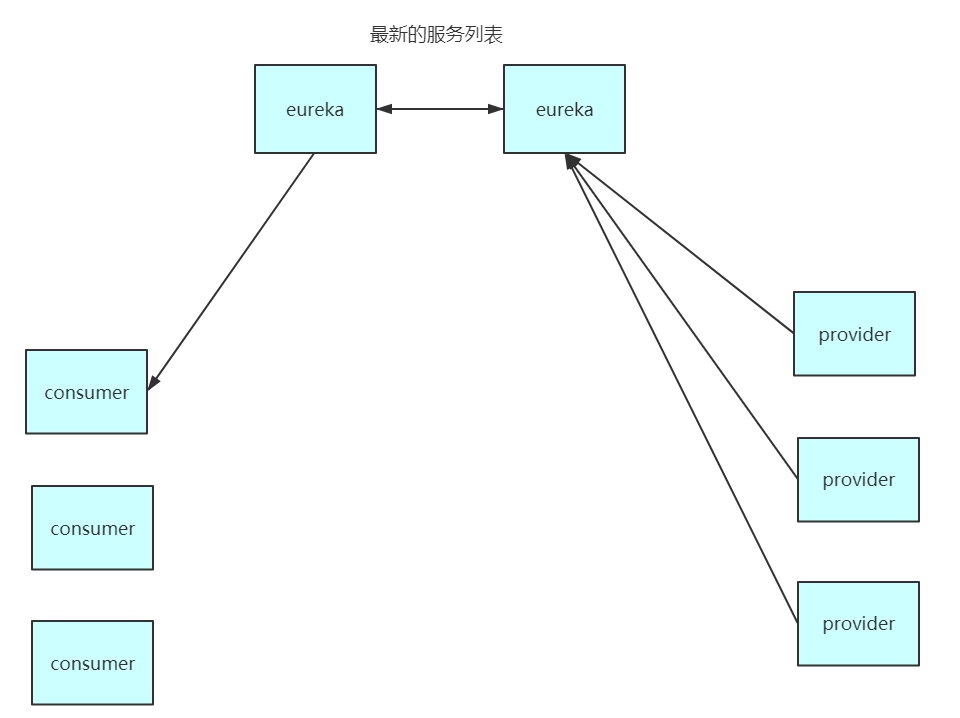 最新的服务列表
eureka
eureka
provider
consumer
provider
consumer
provider
consumer